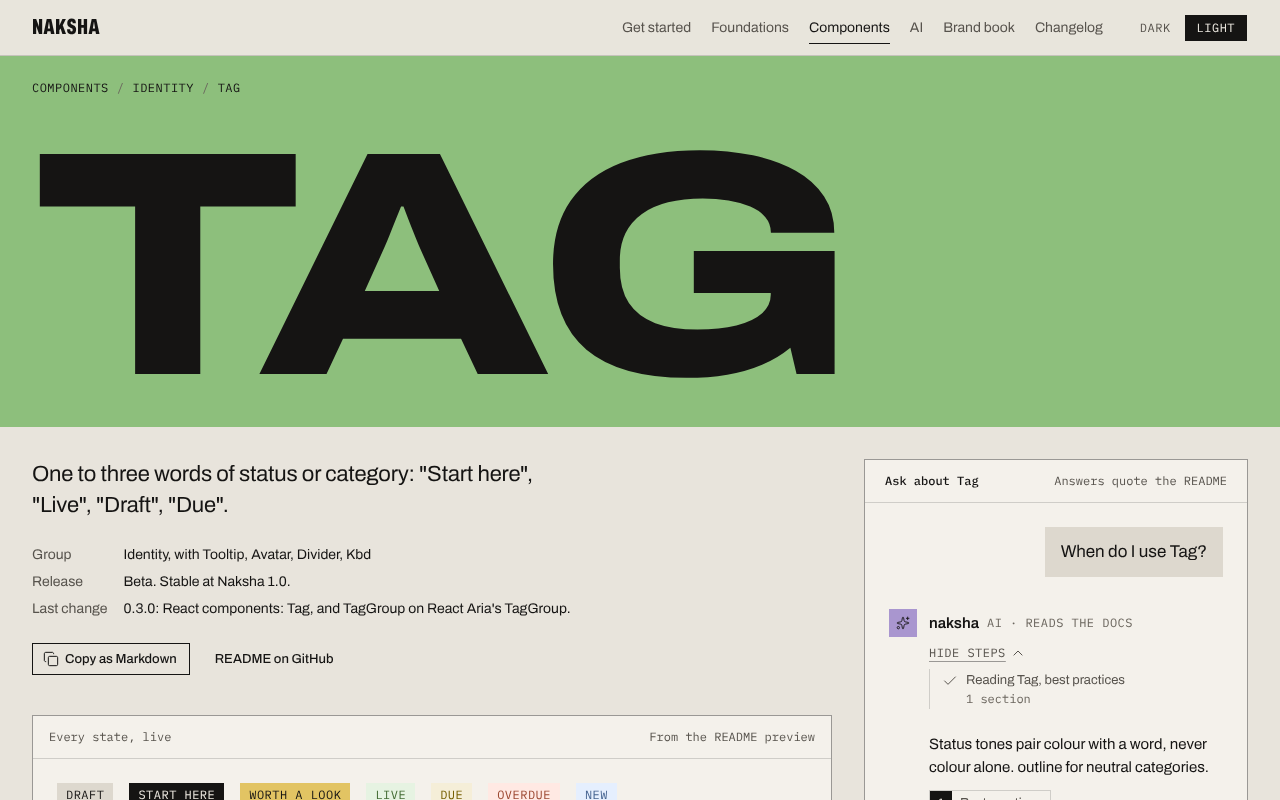 NAKSHA
Get started Foundations Components AI Brand book Changelog DARK LIGHT
COMPONENTS / IDENTITY / TAG
TAG
One to three words of status or category: "Start here",
"Live", "Draft", "Due".
Group Identity, with Tooltip, Avatar, Divider, Kbd
Release Beta. Stable at Naksha 1.0.
Last change 0.3.0: React components: Tag, and TagGroup on React Aria's TagGroup.
Copy as Markdown README on GitHub
Every state, live From the README preview
DRAFT START HERE WORTH A LOOK LIVE DUE OVERDUE NEW
Ask about Tag Answers quote the README
When do I use Tag?
naksha AI · READS THE DOCS
HIDE STEPS
Reading Tag, best practices
1 section
Status tones pair colour with a word, never
colour alone. outline for neutral categories.